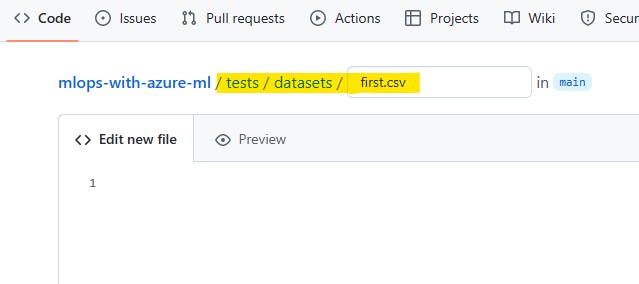 Code Issues Pull requests Actions Projects Wiki Secur
mlops-with-azure-ml / tests / datasets / first.csv in main
Edit new file Preview
1